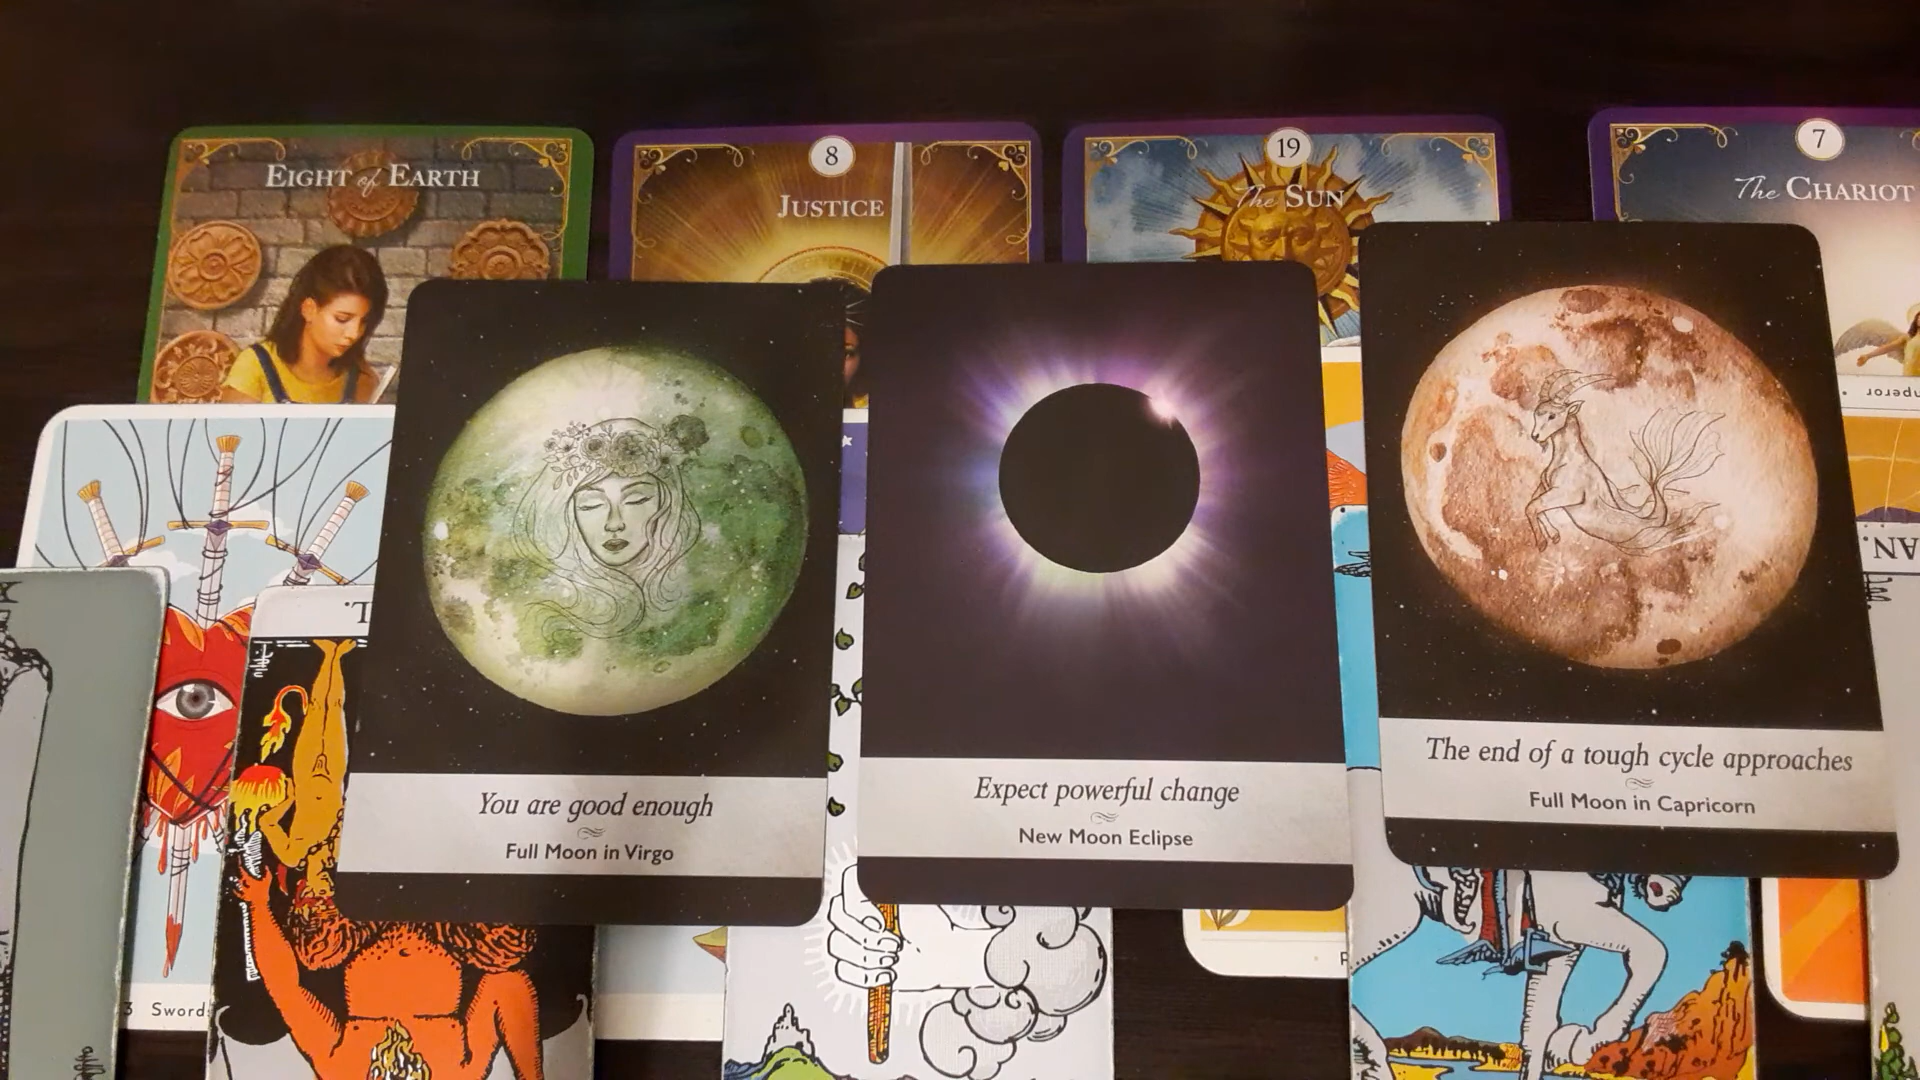 EIGHT of EARTH
8
JUSTICE
19
The SUN
7
The CHARIOT
3 Swords
You are good enough
Full Moon in Virgo
Expect powerful change
New Moon Eclipse
The end of a tough cycle approaches
Full Moon in Capricorn